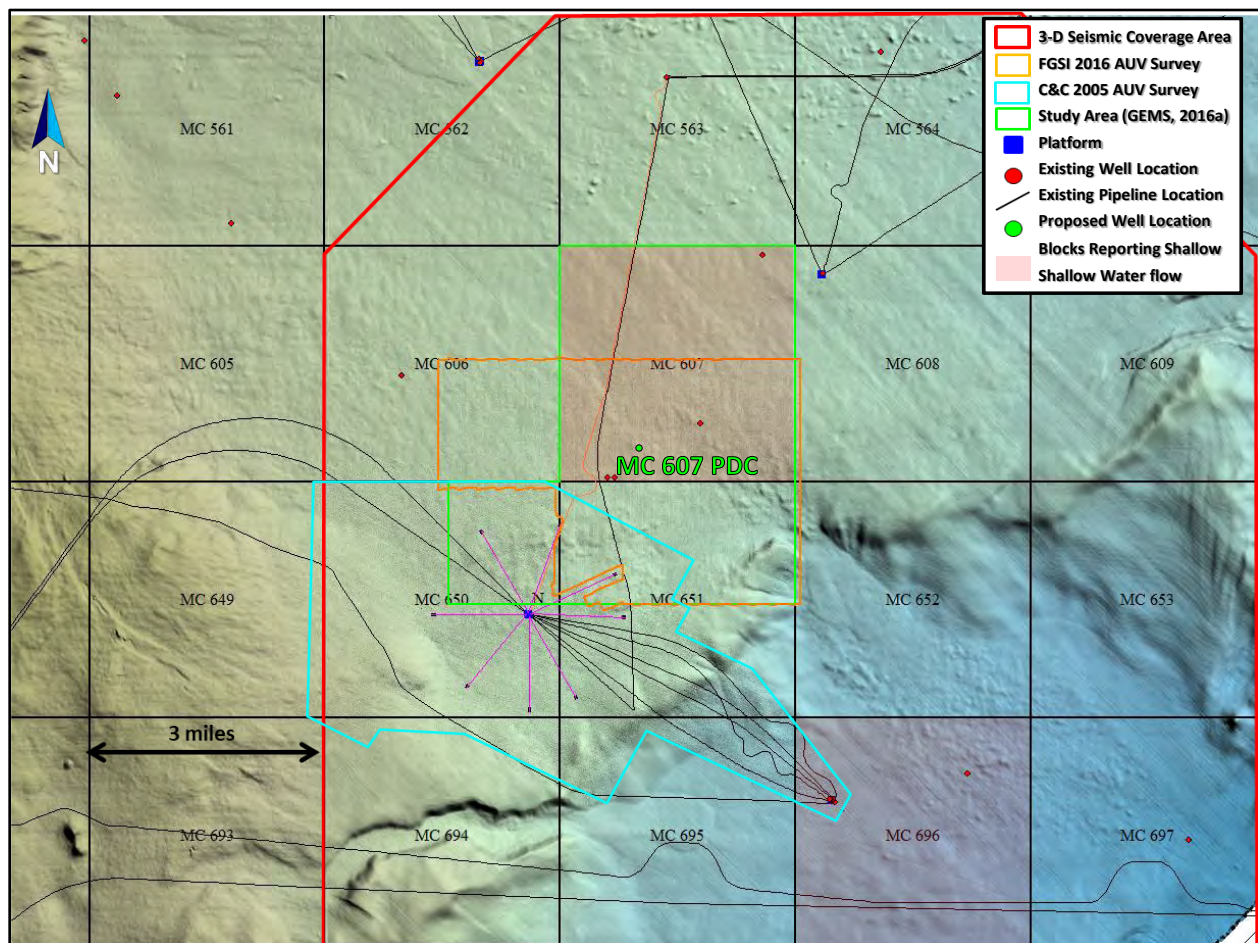 3-D Seismic Coverage Area
FGSI 2016 AUV Survey
C&C 2005 AUV Survey
Study Area (GEMS, 2016a)
Platform
Existing Well Location
Existing Pipeline Location
Proposed Well Location
Blocks Reporting Shallow
Shallow Water flow
N
MC 561
MC 562
MC 563
MC 564
MC 605
MC 606
MC 607
MC 608
MC 609
MC 607 PDC
MC 649
MC 650
N
MC 651
MC 652
MC 653
3 miles
MC 693
MC 694
MC 695
MC 696
MC 697